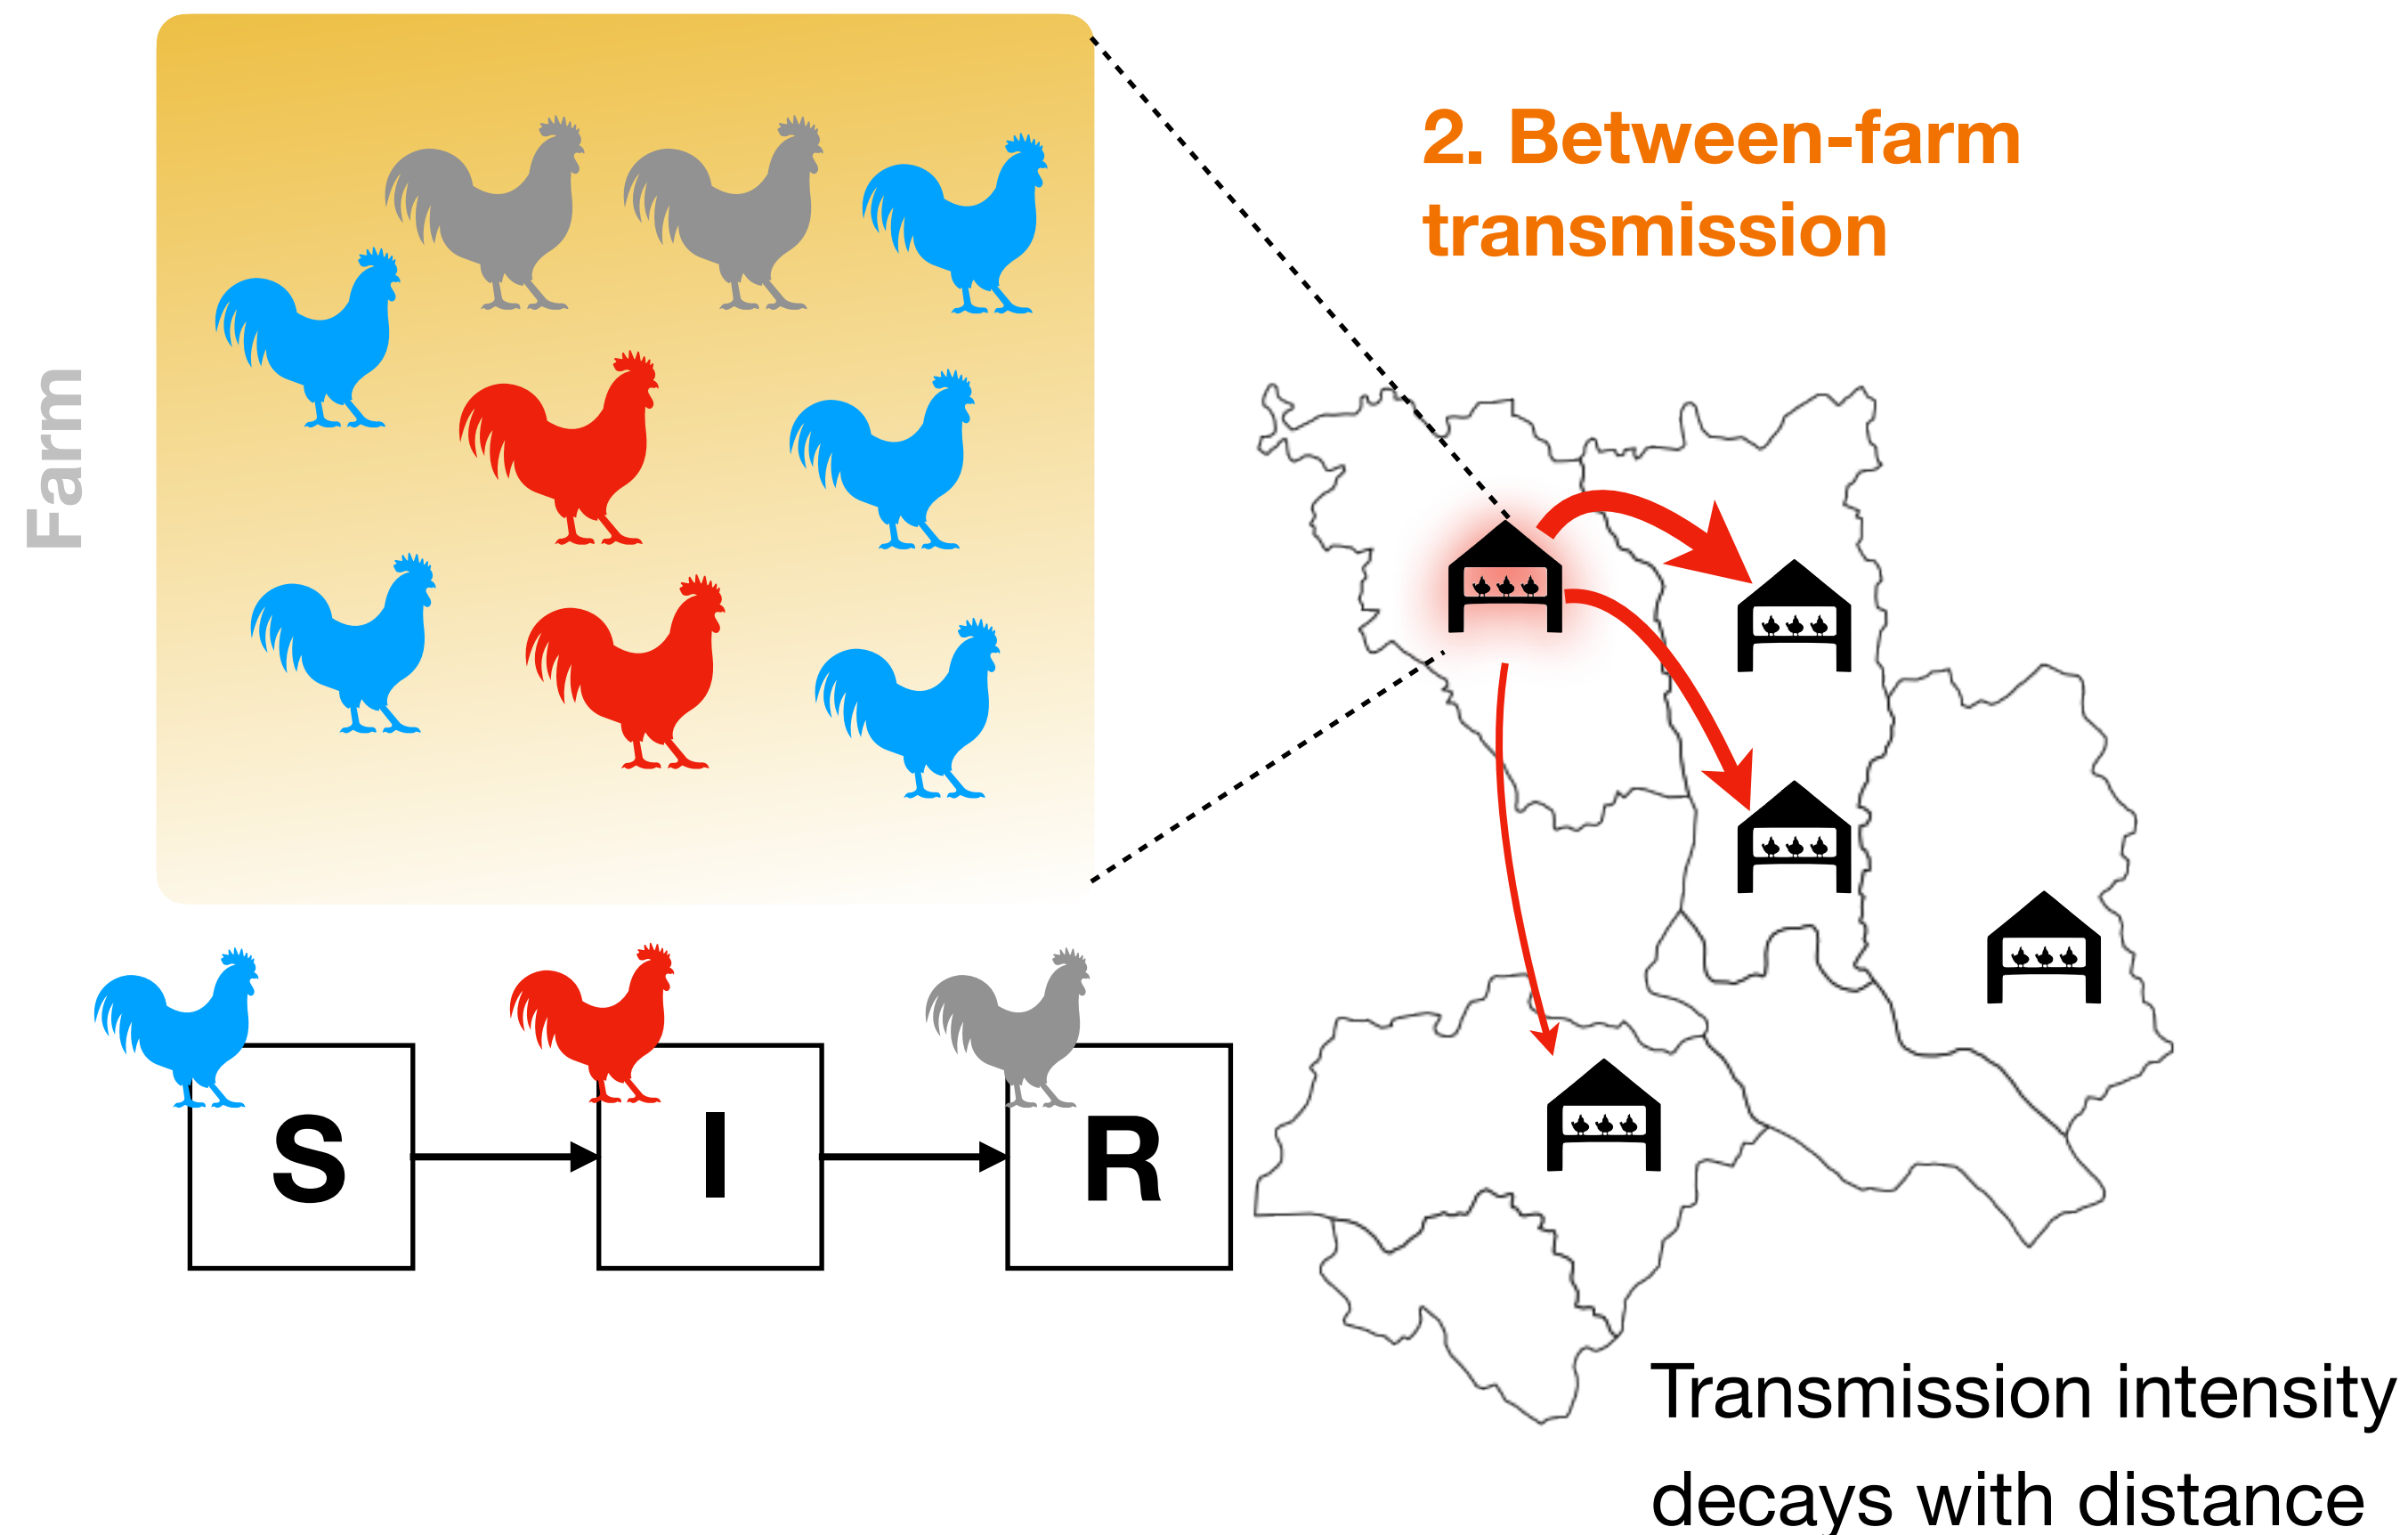 Farm
2. Between-farm
transmission
S
I
R
Transmission intensity
decays with distance